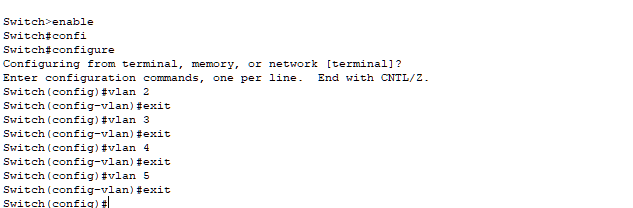 Switch>enable
Switch#confi
Switch#configure
Configuring from terminal, memory, or network [terminal]?
Enter configuration commands, one per line.  End with CNTL/Z.
Switch(config)#vlan 2
Switch(config-vlan)#exit
Switch(config)#vlan 3
Switch(config-vlan)#exit
Switch(config)#vlan 4
Switch(config-vlan)#exit
Switch(config)#vlan 5
Switch(config-vlan)#exit
Switch(config)#